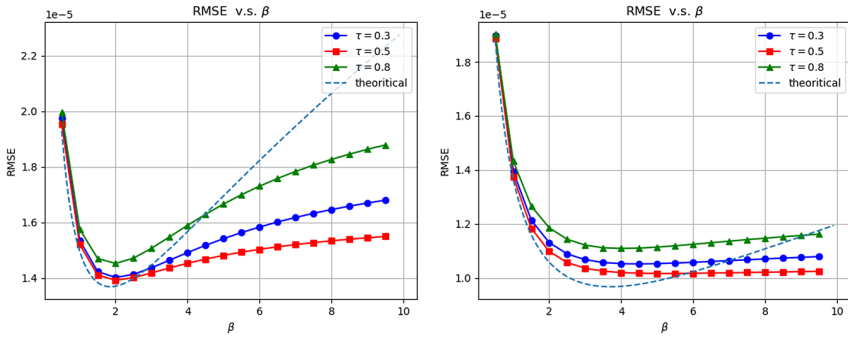 RMSE v.s. β
1e−5
RMSE
2.2
2.0
1.8
1.6
1.4
0
2
4
6
8
10
β
τ = 0.3
τ = 0.5
τ = 0.8
theoritical
RMSE v.s. β
1e−5
RMSE
1.8
1.6
1.4
1.2
1.0
2
4
6
8
10
β
τ = 0.3
τ = 0.5
τ = 0.8
theoritical